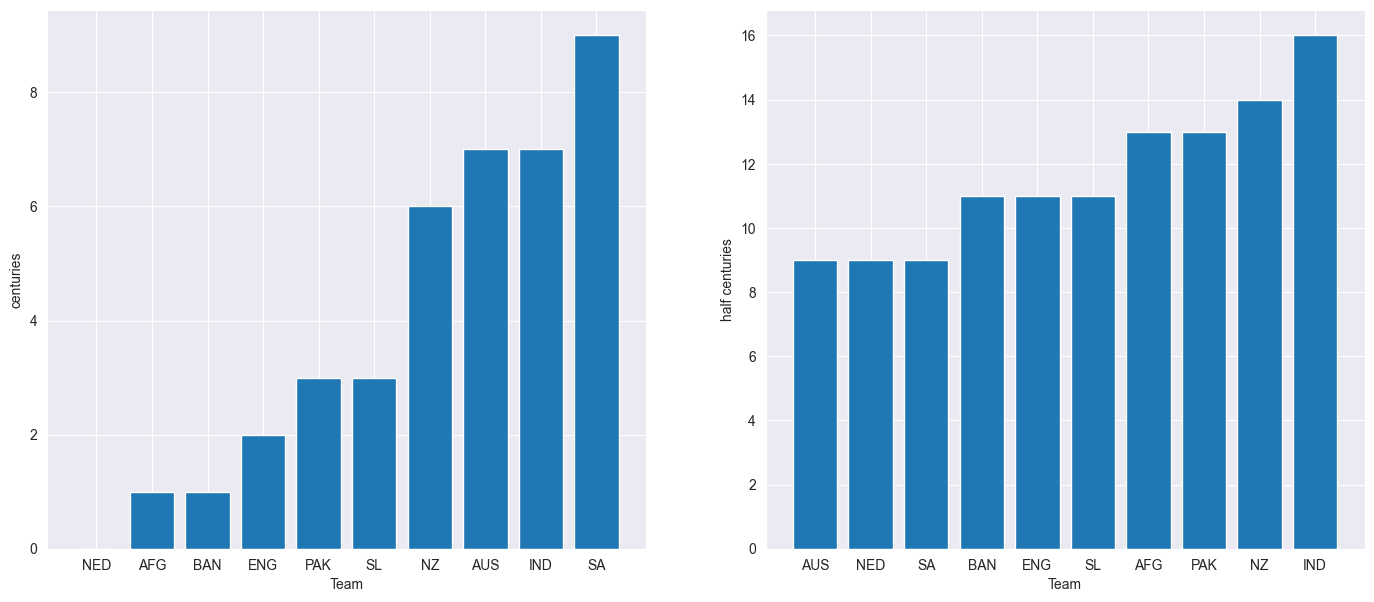 centuries
8
6
4
2
0
NED AFG BAN ENG PAK SL NZ AUS IND SA
Team
half centuries
16
14
12
10
8
6
4
2
0
AUS NED SA BAN ENG SL AFG PAK NZ IND
Team